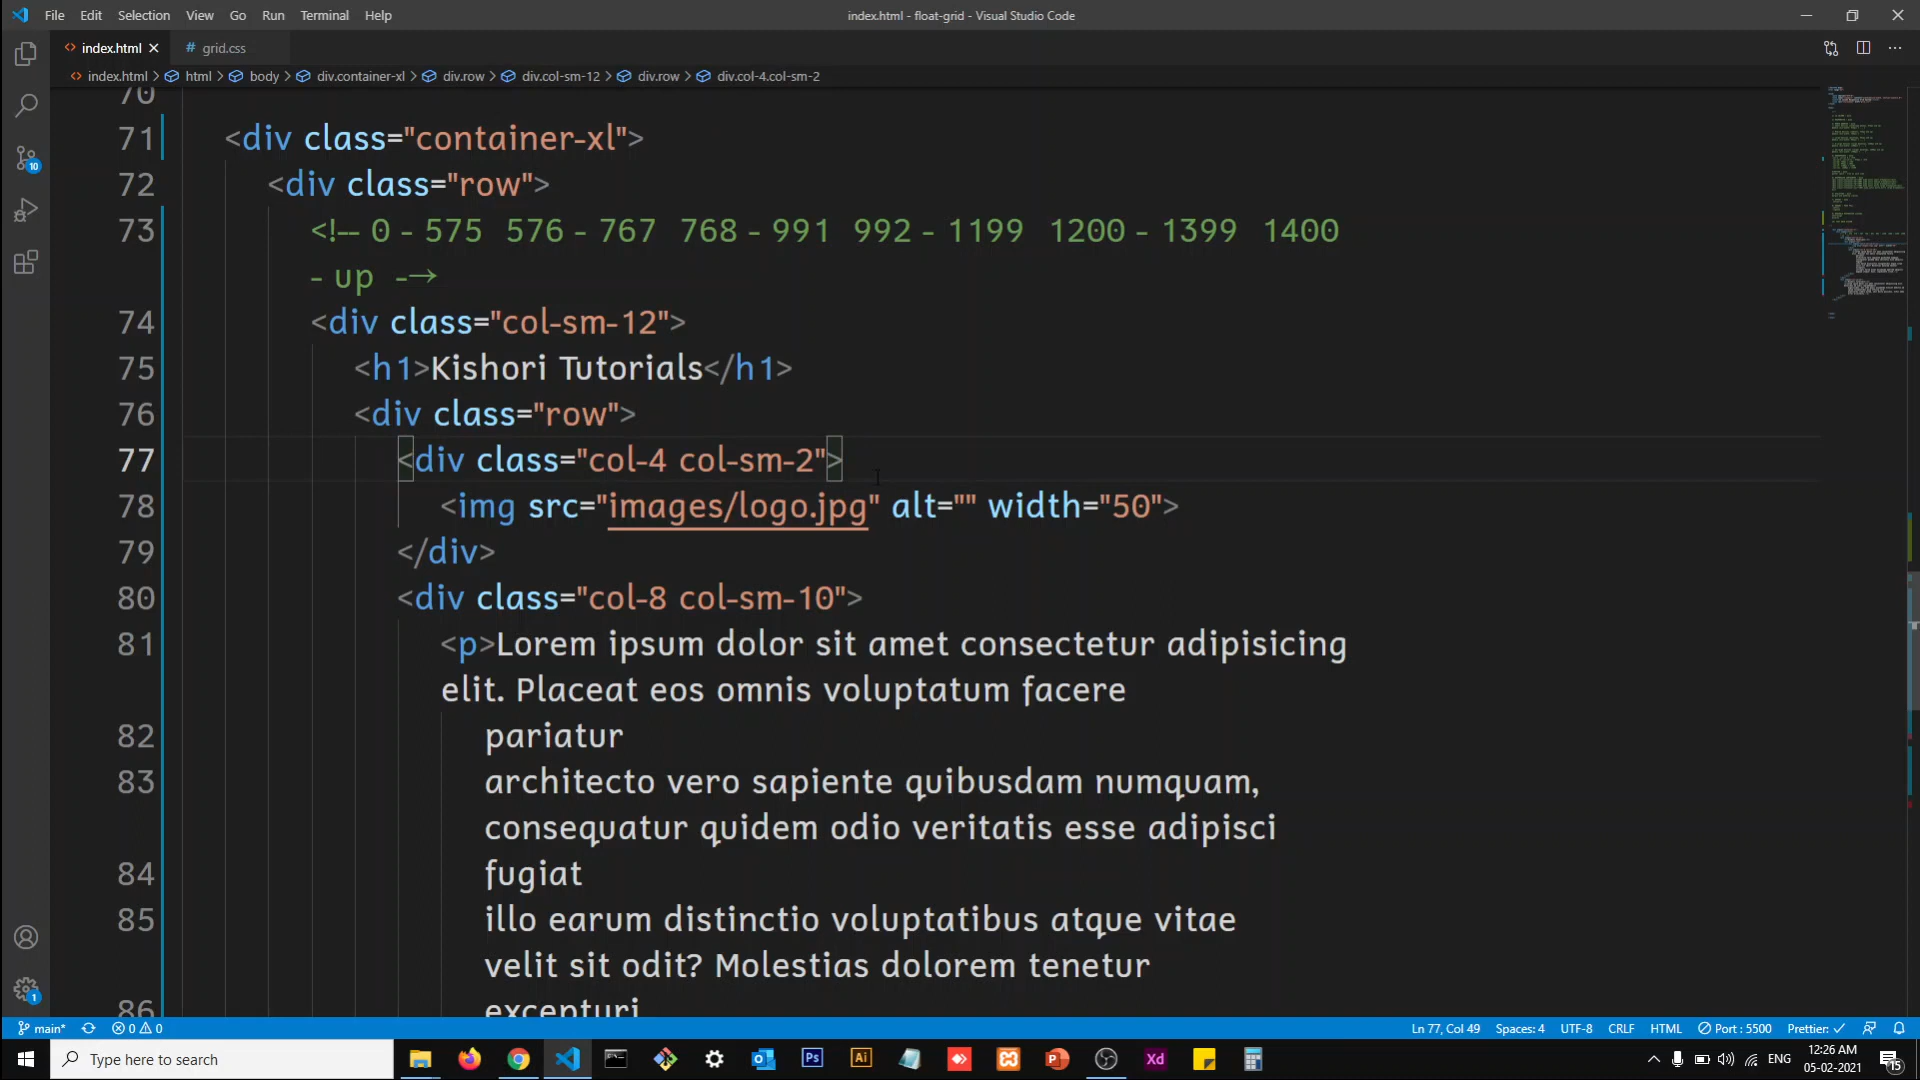 File Edit Selection View Go Run Terminal Help
index.html - float-grid - Visual Studio Code
index.html
# grid.css
index.html > html > body > div.container-xl > div.row > div.col-sm-12 > div.row > div.col-4.col-sm-2
70
71 <div class="container-xl">
72 <div class="row">
73 <!-- 0 - 575 576 - 767 768 - 991 992 - 1199 1200 - 1399 1400
- up -->
74 <div class="col-sm-12">
75 <h1>Kishori Tutorials</h1>
76 <div class="row">
77 <div class="col-4 col-sm-2">
78 <img src="images/logo.jpg" alt="" width="50">
79 </div>
80 <div class="col-8 col-sm-10">
81 <p>Lorem ipsum dolor sit amet consectetur adipisicing
elit. Placeat eos omnis voluptatum facere
82 pariatur
83 architecto vero sapiente quibusdam numquam,
consequatur quidem odio veritatis esse adipisci
84 fugiat
85 illo earum distinctio voluptatibus atque vitae
velit sit odit? Molestias dolorem tenetur
86 excepturi
10
1
main* 0 0
Ln 77, Col 49 Spaces: 4 UTF-8 CRLF HTML Port : 5500 Prettier: ✓
Type here to search
Ps Ai Xd
ENG
12:26 AM
05-02-2021
15